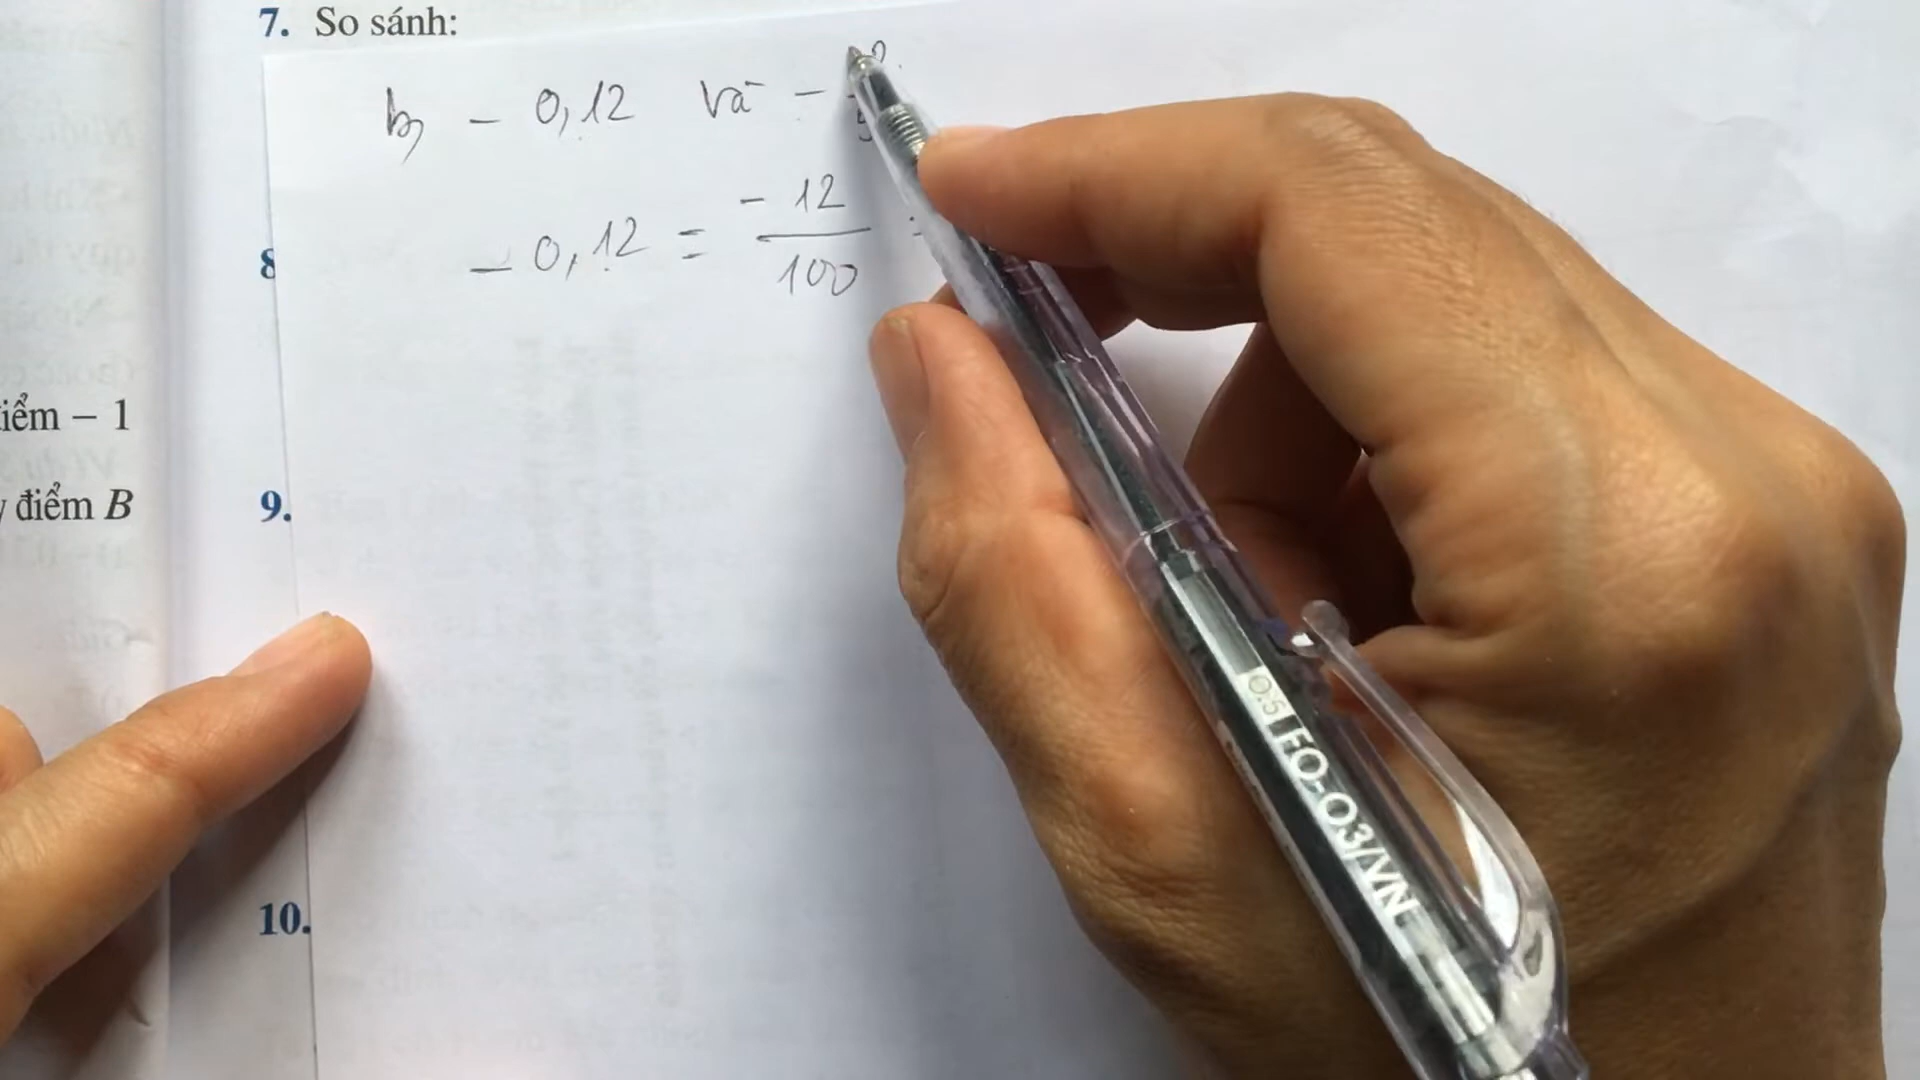 7. So sánh:
b) - 0,12 và -
- 0,12 = - 12 / 100 =
8
9.
10.
iểm – 1
điểm B
0.5 FO-O3/VN